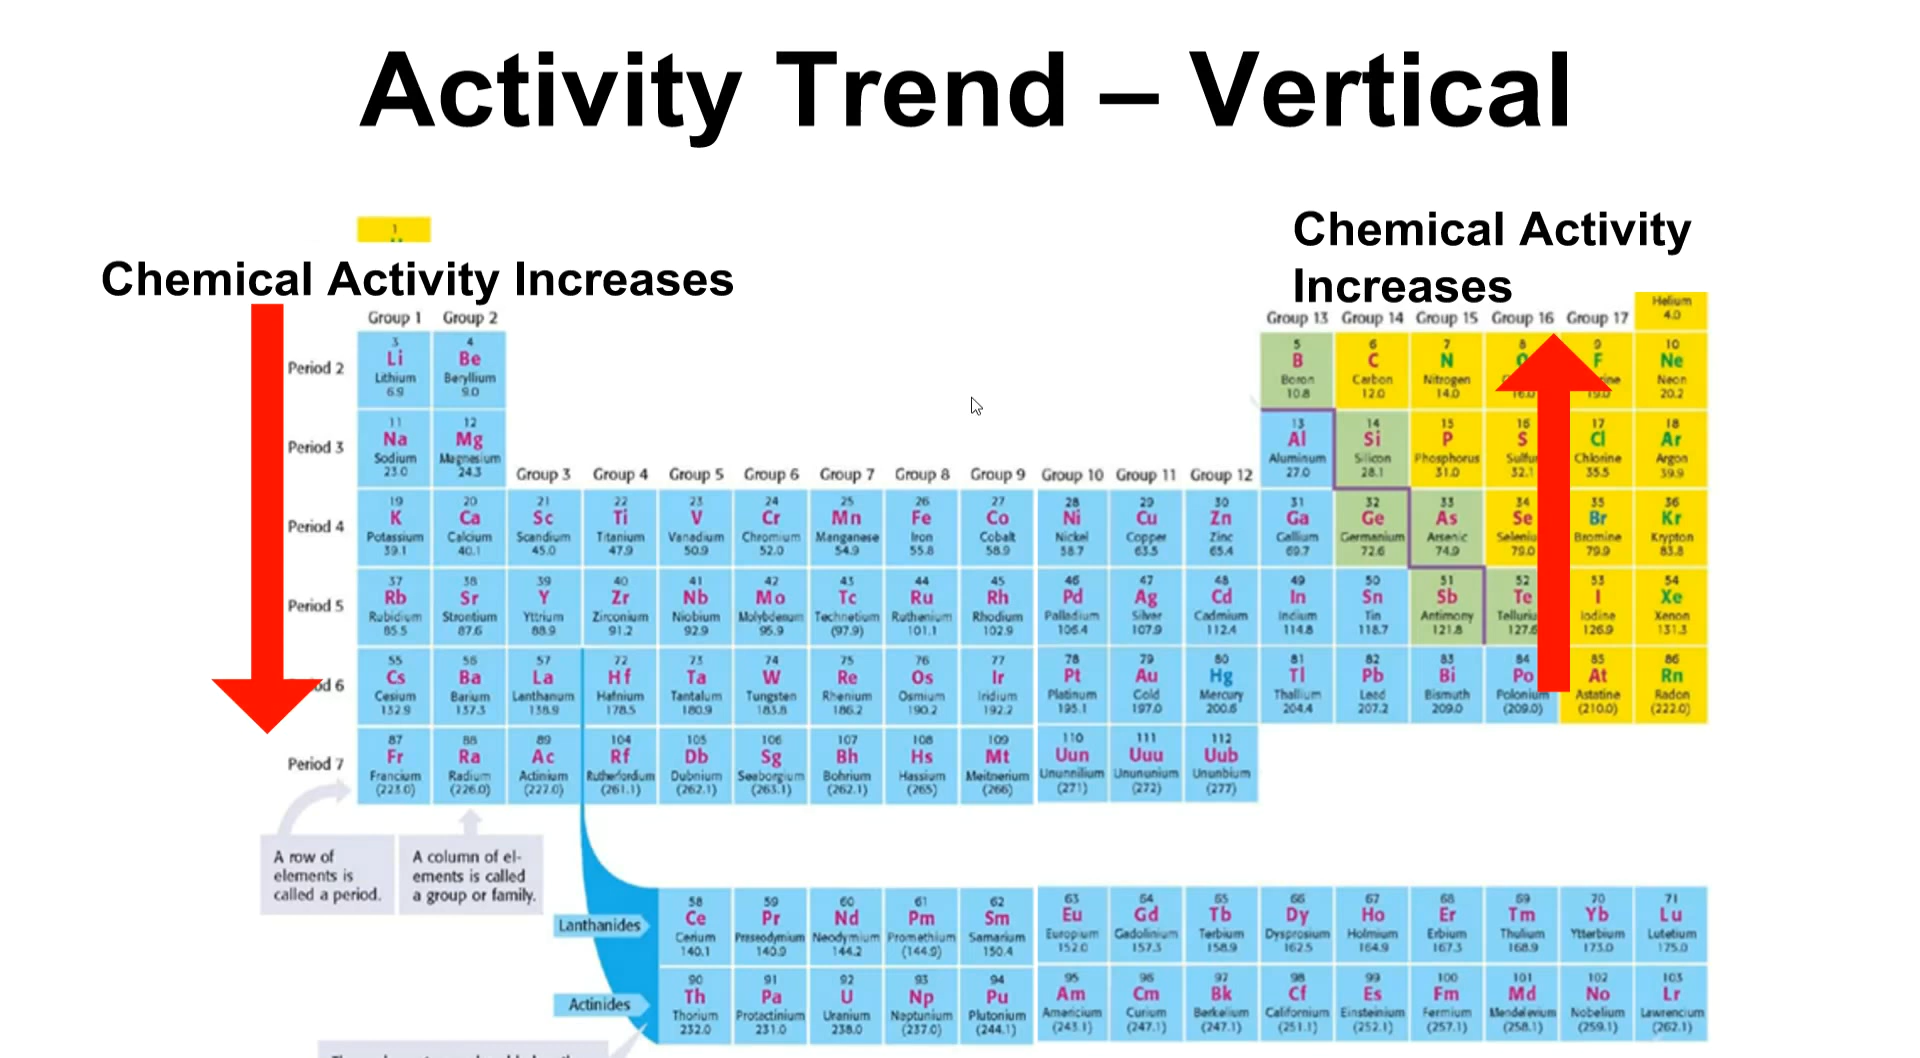 Activity Trend – Vertical
Chemical Activity
Increases
1
Chemical Activity Increases
Helium
4.0
Group 1 Group 2 Group 13 Group 14 Group 15 Group 16 Group 17
Period 2
3 4 5 6 7 8 9 10
Li Be B C N F Ne
Lithium Beryllium Boron Carbon Nitrogen Neon
6.9 9.0 10.8 12.0 14.0 16.0 19.0 20.2
Period 3
11 12 13 14 15 16 17 18
Na Mg Al Si P S Cl Ar
Sodium Magnesium Aluminum Silicon Phosphorus Sulfur Chlorine Argon
23.0 24.3 27.0 28.1 31.0 32.1 35.5 39.9
Group 3 Group 4 Group 5 Group 6 Group 7 Group 8 Group 9 Group 10 Group 11 Group 12
Period 4
19 20 21 22 23 24 25 26 27 28 29 30 31 32 33 34 35 36
K Ca Sc Ti V Cr Mn Fe Co Ni Cu Zn Ga Ge As Se Br Kr
Potassium Calcium Scandium Titanium Vanadium Chromium Manganese Iron Cobalt Nickel Copper Zinc Gallium Germanium Arsenic Seleniu Bromine Krypton
39.1 40.1 45.0 47.9 50.9 52.0 54.9 55.8 58.9 58.7 63.5 65.4 69.7 72.6 74.9 79.0 79.9 83.8
Period 5
37 38 39 40 41 42 43 44 45 46 47 48 49 50 51 52 53 54
Rb Sr Y Zr Nb Mo Tc Ru Rh Pd Ag Cd In Sn Sb Te I Xe
Rubidium Strontium Yttrium Zirconium Niobium Molybdenum Technetium Ruthenium Rhodium Palladium Silver Cadmium Indium Tin Antimony Telluriu Iodine Xenon
85.5 87.6 88.9 91.2 92.9 95.9 (97.9) 101.1 102.9 106.4 107.9 112.4 114.8 118.7 121.8 127.6 126.9 131.3
od 6
55 56 57 72 73 74 75 76 77 78 79 80 81 82 83 84 85 86
Cs Ba La Hf Ta W Re Os Ir Pt Au Hg Tl Pb Bi Po At Rn
Cesium Barium Lanthanum Hafnium Tantalum Tungsten Rhenium Osmium Iridium Platinum Gold Mercury Thallium Lead Bismuth Polonium Astatine Radon
132.9 137.3 138.9 178.5 180.9 183.8 186.2 190.2 192.2 195.1 197.0 200.6 204.4 207.2 209.0 (209.0) (210.0) (222.0)
Period 7
87 88 89 104 105 106 107 108 109 110 111 112
Fr Ra Ac Rf Db Sg Bh Hs Mt Uun Uuu Uub
Francium Radium Actinium Rutherfordium Dubnium Seaborgium Bohrium Hassium Meitnerium Ununnilium Unununium Ununbium
(223.0) (226.0) (227.0) (261.1) (262.1) (263.1) (262.1) (265) (266) (271) (272) (277)
A row of
elements is
called a period.
A column of el-
ements is called
a group or family.
Lanthanides
58 59 60 61 62 63 64 65 66 67 68 69 70 71
Ce Pr Nd Pm Sm Eu Gd Tb Dy Ho Er Tm Yb Lu
Cerium Praseodymium Neodymium Promethium Samarium Europium Gadolinium Terbium Dysprosium Holmium Erbium Thulium Ytterbium Lutetium
140.1 140.9 144.2 (144.9) 150.4 152.0 157.3 158.9 162.5 164.9 167.3 168.9 173.0 175.0
Actinides
90 91 92 93 94 95 96 97 98 99 100 101 102 103
Th Pa U Np Pu Am Cm Bk Cf Es Fm Md No Lr
Thorium Protactinium Uranium Neptunium Plutonium Americium Curium Berkelium Californium Einsteinium Fermium Mendelevium Nobelium Lawrencium
232.0 231.0 238.0 (237.0) (244.1) (243.1) (247.1) (247.1) (251.1) (252.1) (257.1) (258.1) (259.1) (262.1)